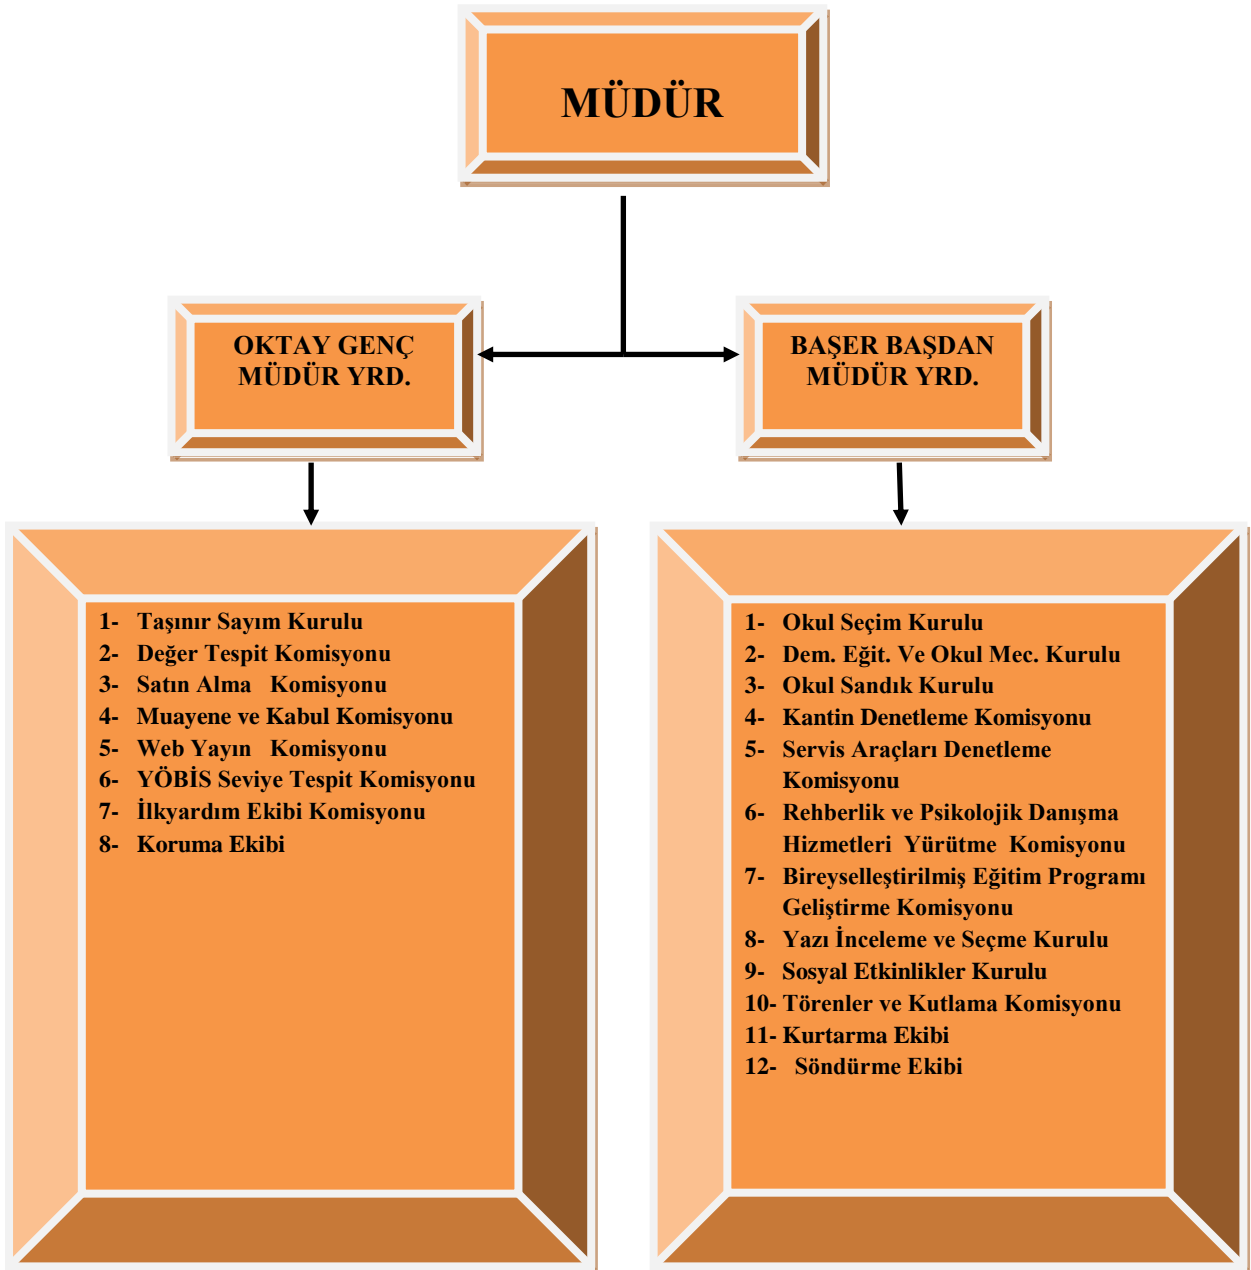 MÜDÜR
OKTAY GENÇ
MÜDÜR YRD.
BAŞER BAŞDAN
MÜDÜR YRD.
1- Taşınır Sayım Kurulu
2- Değer Tespit Komisyonu
3- Satın Alma Komisyonu
4- Muayene ve Kabul Komisyonu
5- Web Yayın Komisyonu
6- YÖBİS Seviye Tespit Komisyonu
7- İlkyardım Ekibi Komisyonu
8- Koruma Ekibi
1- Okul Seçim Kurulu
2- Dem. Eğit. Ve Okul Mec. Kurulu
3- Okul Sandık Kurulu
4- Kantin Denetleme Komisyonu
5- Servis Araçları Denetleme
Komisyonu
6- Rehberlik ve Psikolojik Danışma
Hizmetleri Yürütme Komisyonu
7- Bireyselleştirilmiş Eğitim Programı
Geliştirme Komisyonu
8- Yazı İnceleme ve Seçme Kurulu
9- Sosyal Etkinlikler Kurulu
10- Törenler ve Kutlama Komisyonu
11- Kurtarma Ekibi
12- Söndürme Ekibi